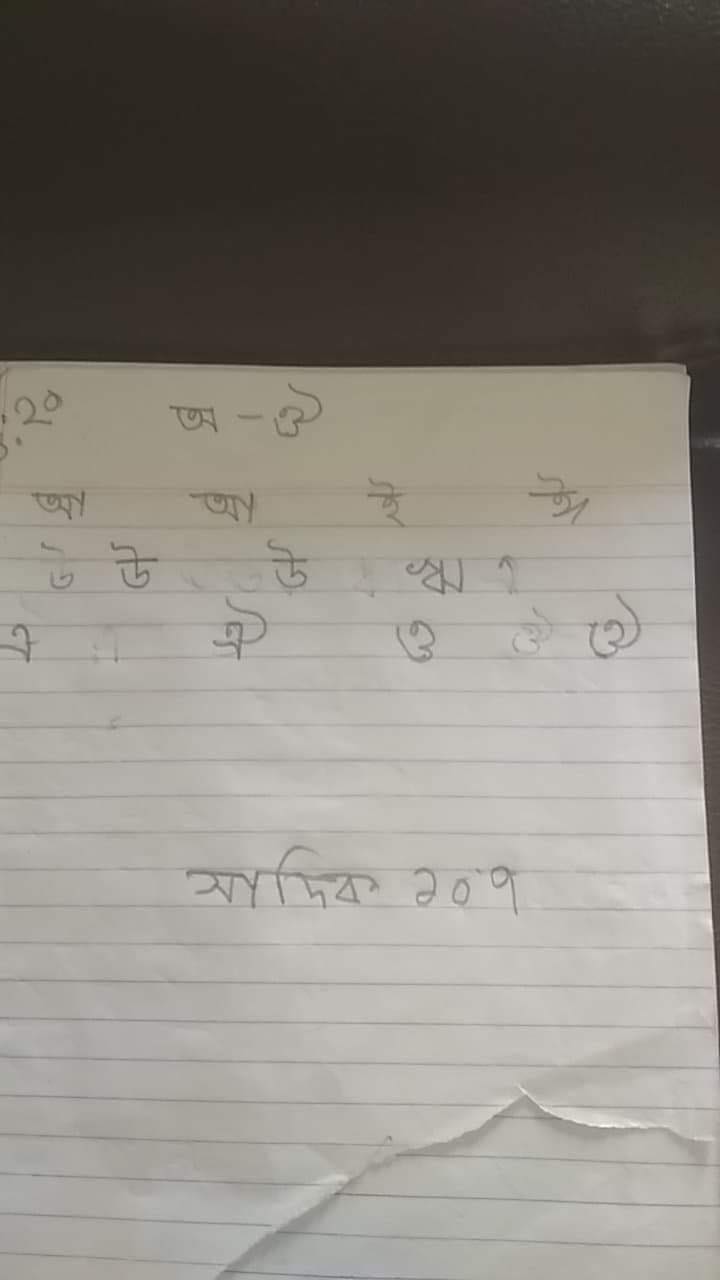 .২০ অ - ঔ
আ আ ই ঈ
উ উ উ ঋ
এ ঐ ও ঔ
সাদিক ২০৭